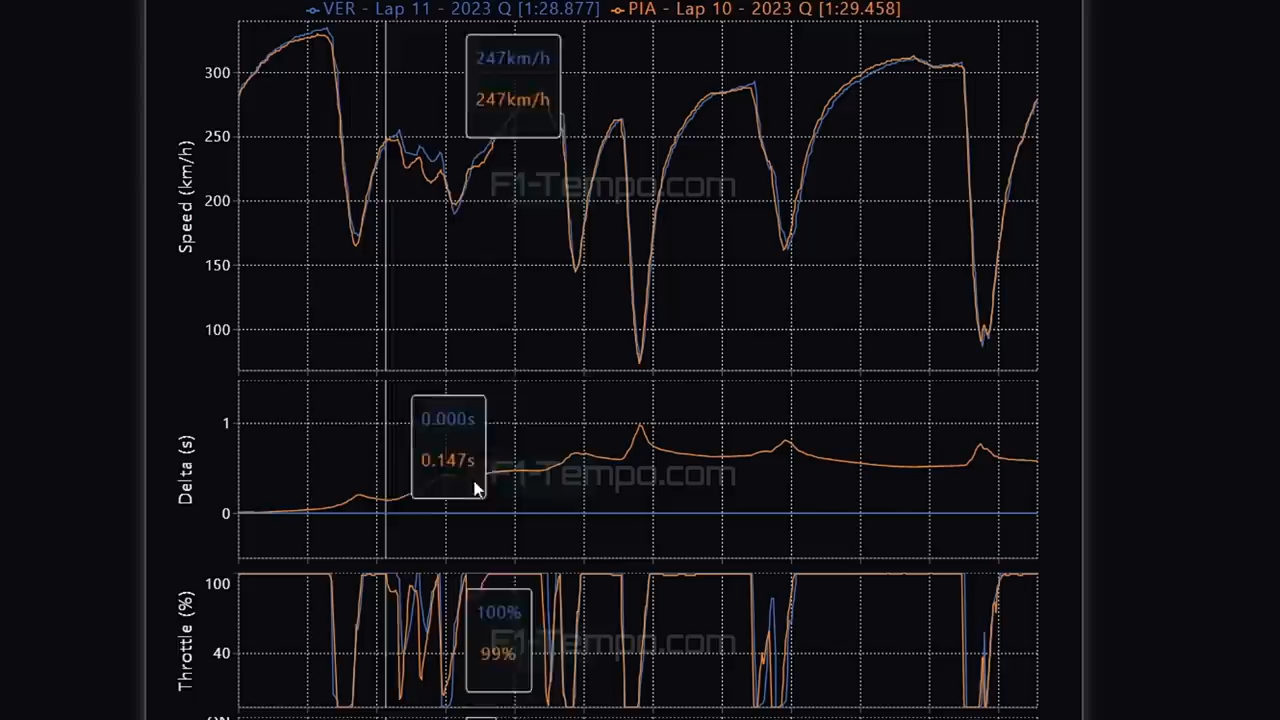 VER - Lap 11 - 2023 Q [1:28.877] PIA - Lap 10 - 2023 Q [1:29.458]
Speed (km/h)
300
250
200
150
100
247km/h
247km/h
F1-Tempo.com
Delta (s)
1
0
0.000s
0.147s
F1-Tempo.com
Throttle (%)
100
40
100%
99%
F1-Tempo.com